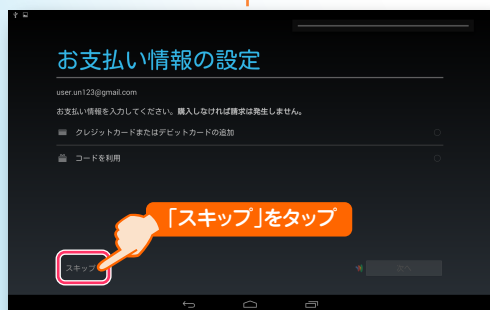 お支払い情報の設定
user.un123@gmail.com
お支払い情報を入力してください。購入しなければ請求は発生しません。
クレジットカードまたはデビットカードの追加
コードを利用
「スキップ」をタップ
スキップ
次へ